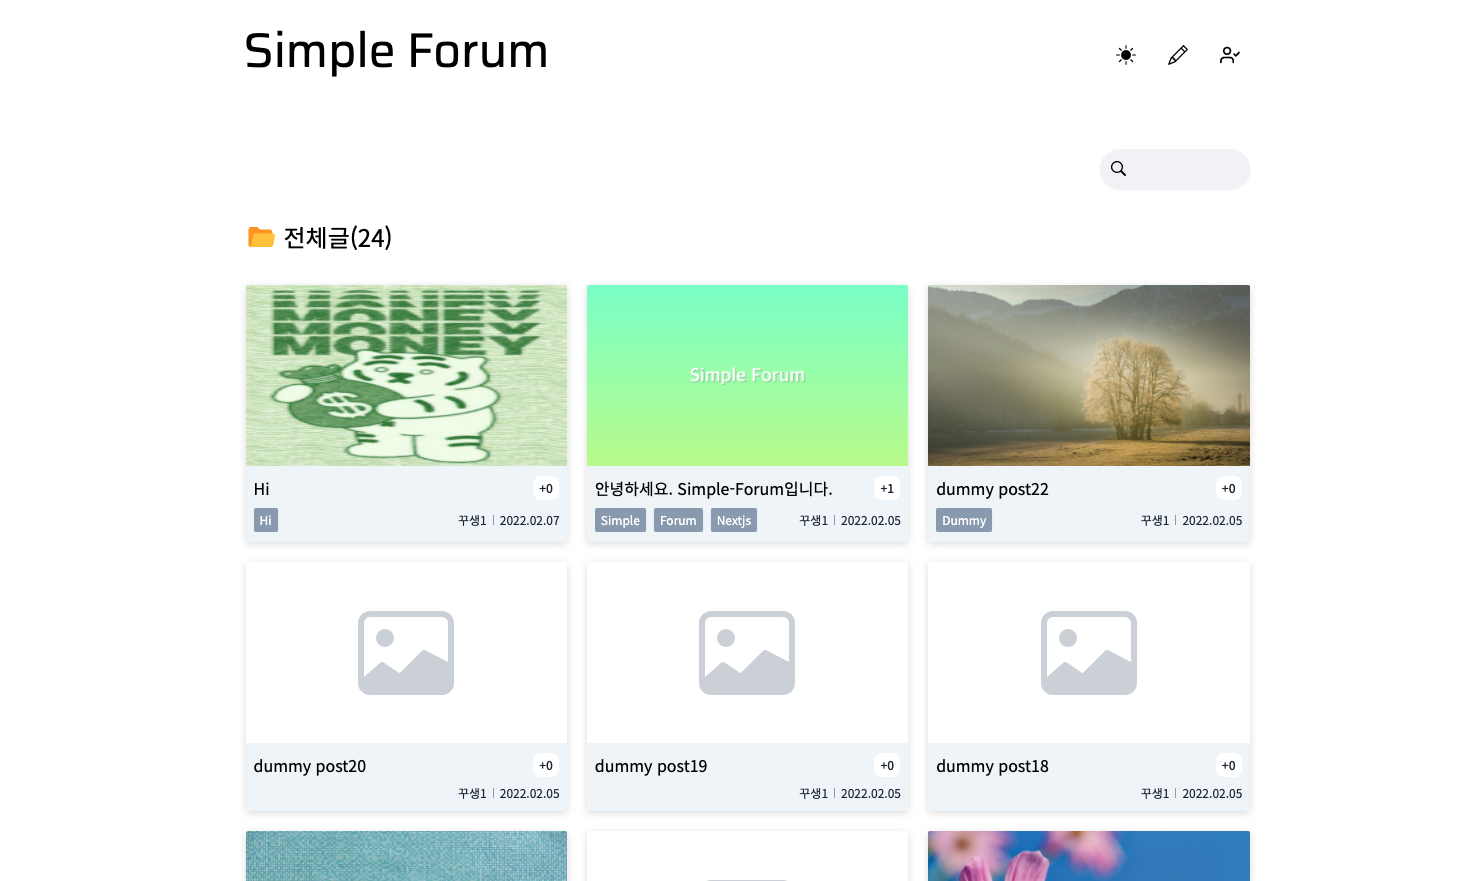 Simple Forum
전체글(24)
MONEY
MONEY
MONEY
MONEY
$
Hi
+0
Hi
꾸생1 | 2022.02.07
Simple Forum
안녕하세요. Simple-Forum입니다.
+1
Simple Forum Nextjs
꾸생1 | 2022.02.05
dummy post22
+0
Dummy
꾸생1 | 2022.02.05
dummy post20
+0
꾸생1 | 2022.02.05
dummy post19
+0
꾸생1 | 2022.02.05
dummy post18
+0
꾸생1 | 2022.02.05